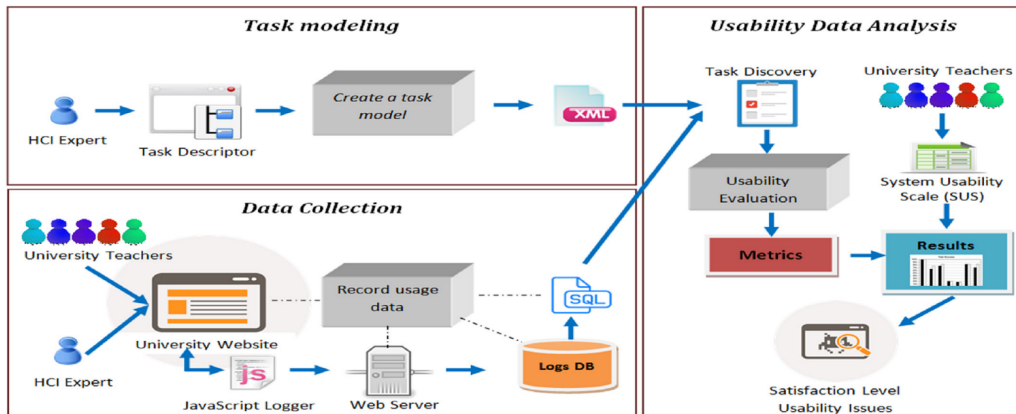 Task modeling
HCI Expert
Task Descriptor
Create a task
model
XML
Data Collection
University Teachers
University Website
HCI Expert
JS
JavaScript Logger
Record usage
data
Web Server
SQL
Logs DB
Usability Data Analysis
Task Discovery
University Teachers
Usability
Evaluation
System Usability
Scale (SUS)
Metrics
Results
Satisfaction Level
Usability Issues